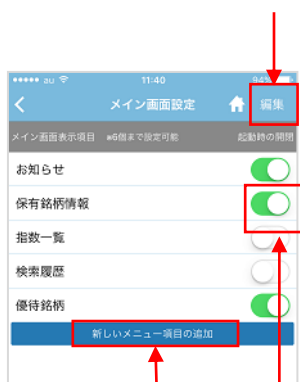 au 11:40 94%
メイン画面設定 編集
メイン画面表示項目 ※6個まで設定可能 起動時の開閉
お知らせ
保有銘柄情報
指数一覧
検索履歴
優待銘柄
新しいメニュー項目の追加